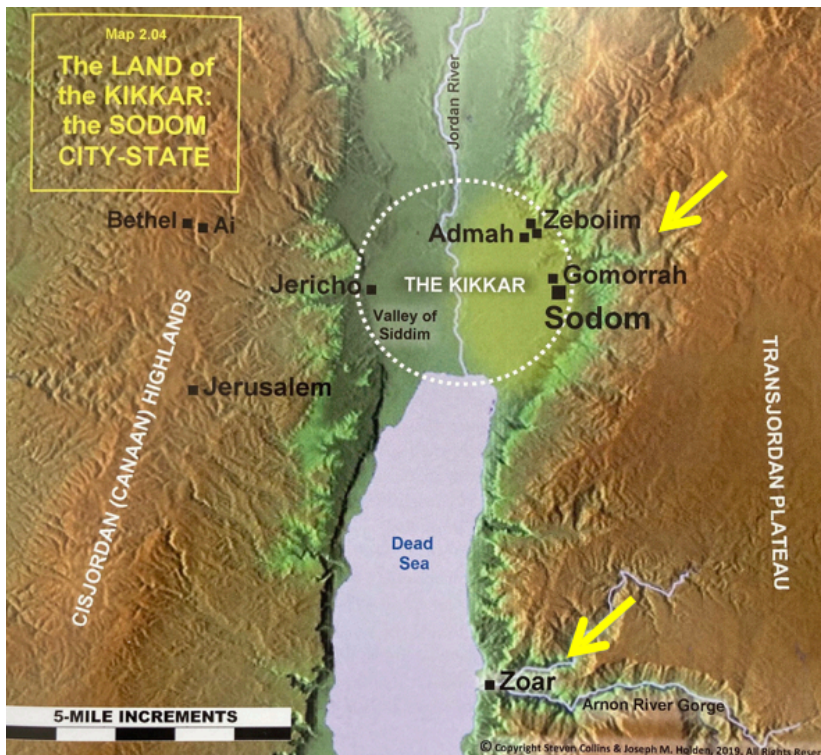 Map 2.04
The LAND of
the KIKKAR:
the SODOM
CITY-STATE
Jordan River
Bethel
Ai
Zeboiim
Admah
Gomorrah
Jericho
THE KIKKAR
Sodom
Valley of
Siddim
Jerusalem
CISJORDAN (CANAAN) HIGHLANDS
TRANSJORDAN PLATEAU
Dead
Sea
Zoar
Arnon River Gorge
5-MILE INCREMENTS
© Copyright Steven Collins & Joseph M. Holden, 2019. All Rights Reser